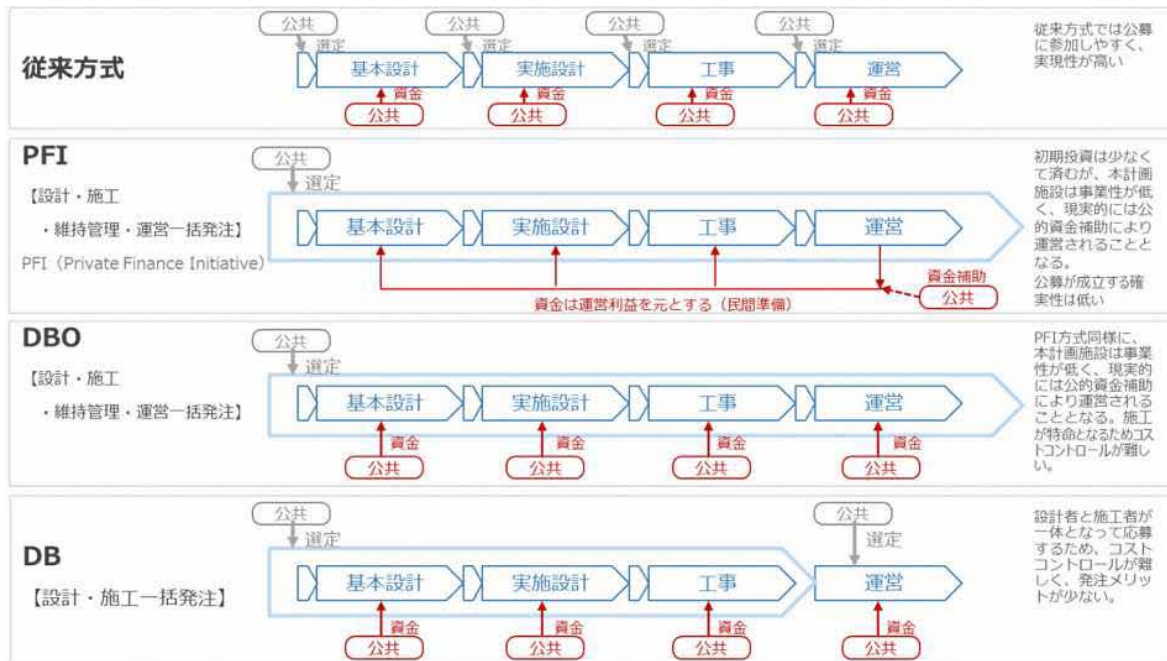 公共
公共
公共
公共
選定
選定
選定
選定
従来方式
基本設計
実施設計
工事
運営
資金
資金
資金
資金
公共
公共
公共
公共
従来方式では公募
に参加しやすく、
実現性が高い
PFI
【設計・施工
・維持管理・運営一括発注】
PFI（Private Finance Initiative）
公共
選定
基本設計
実施設計
工事
運営
資金は運営利益を元とする（民間準備）
資金補助
公共
初期投資は少なく
て済むが、本計画
施設は事業性が低
く、現実的には公
的資金補助により
運営されることと
なる。
公募が成立する確
実性は低い
DBO
【設計・施工
・維持管理・運営一括発注】
公共
選定
基本設計
実施設計
工事
運営
資金
資金
資金
資金
公共
公共
公共
公共
PFI方式同様に、
本計画施設は事業
性が低く、現実的
には公的資金補助
により運営される
こととなる。施工
が特命となるためコス
トコントロールが難し
い。
DB
【設計・施工一括発注】
公共
選定
公共
選定
基本設計
実施設計
工事
運営
資金
資金
資金
資金
公共
公共
公共
公共
設計者と施工者が
一体となって応募
するため、コスト
コントロールが難
しく、発注メリッ
トが少ない。